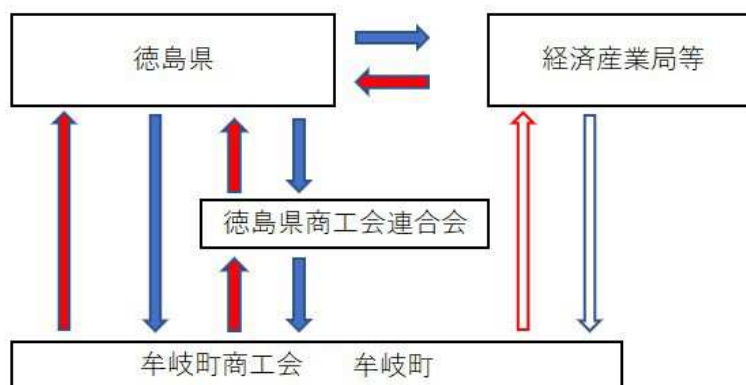 徳島県
経済産業局等
徳島県商工会連合会
牟岐町商工会　牟岐町